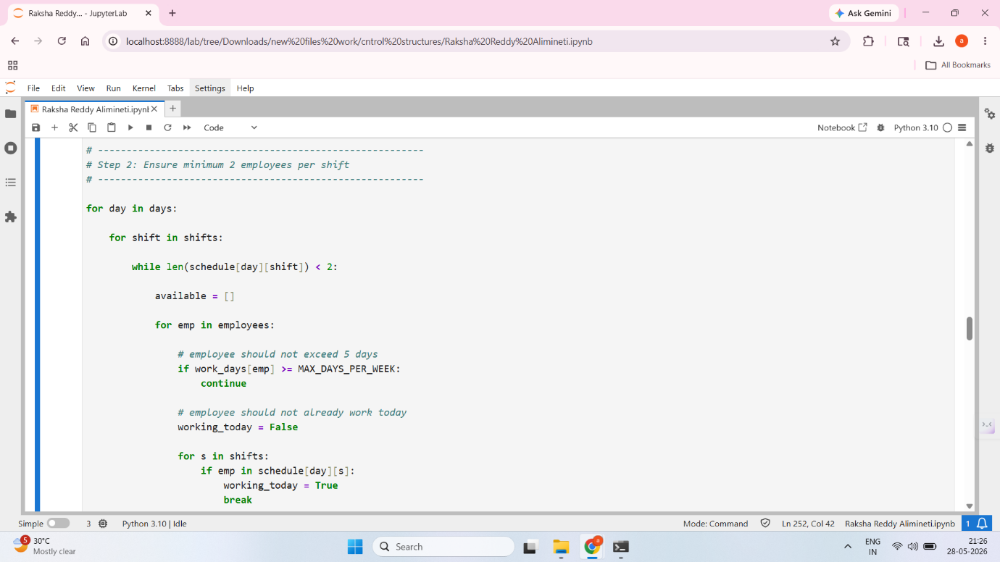 Raksha Reddy... - JupyterLab
Ask Gemini
localhost:8888/lab/tree/Downloads/new%20files%20work/cntrol%20structures/Raksha%20Reddy%20Alimineti.ipynb
a
All Bookmarks
File Edit View Run Kernel Tabs Settings Help
Raksha Reddy Alimineti.ipynb
Code
Notebook
Python 3.10
# ---------------------------------------------------------
# Step 2: Ensure minimum 2 employees per shift
# ---------------------------------------------------------
for day in days:
for shift in shifts:
while len(schedule[day][shift]) < 2:
available = []
for emp in employees:
# employee should not exceed 5 days
if work_days[emp] >= MAX_DAYS_PER_WEEK:
continue
# employee should not already work today
working_today = False
for s in shifts:
if emp in schedule[day][s]:
working_today = True
break
Simple
3
Python 3.10 | Idle
Mode: Command
Ln 252, Col 42
Raksha Reddy Alimineti.ipynb
1
5
30°C
Mostly clear
Search
a
ENG
IN
21:26
28-05-2026